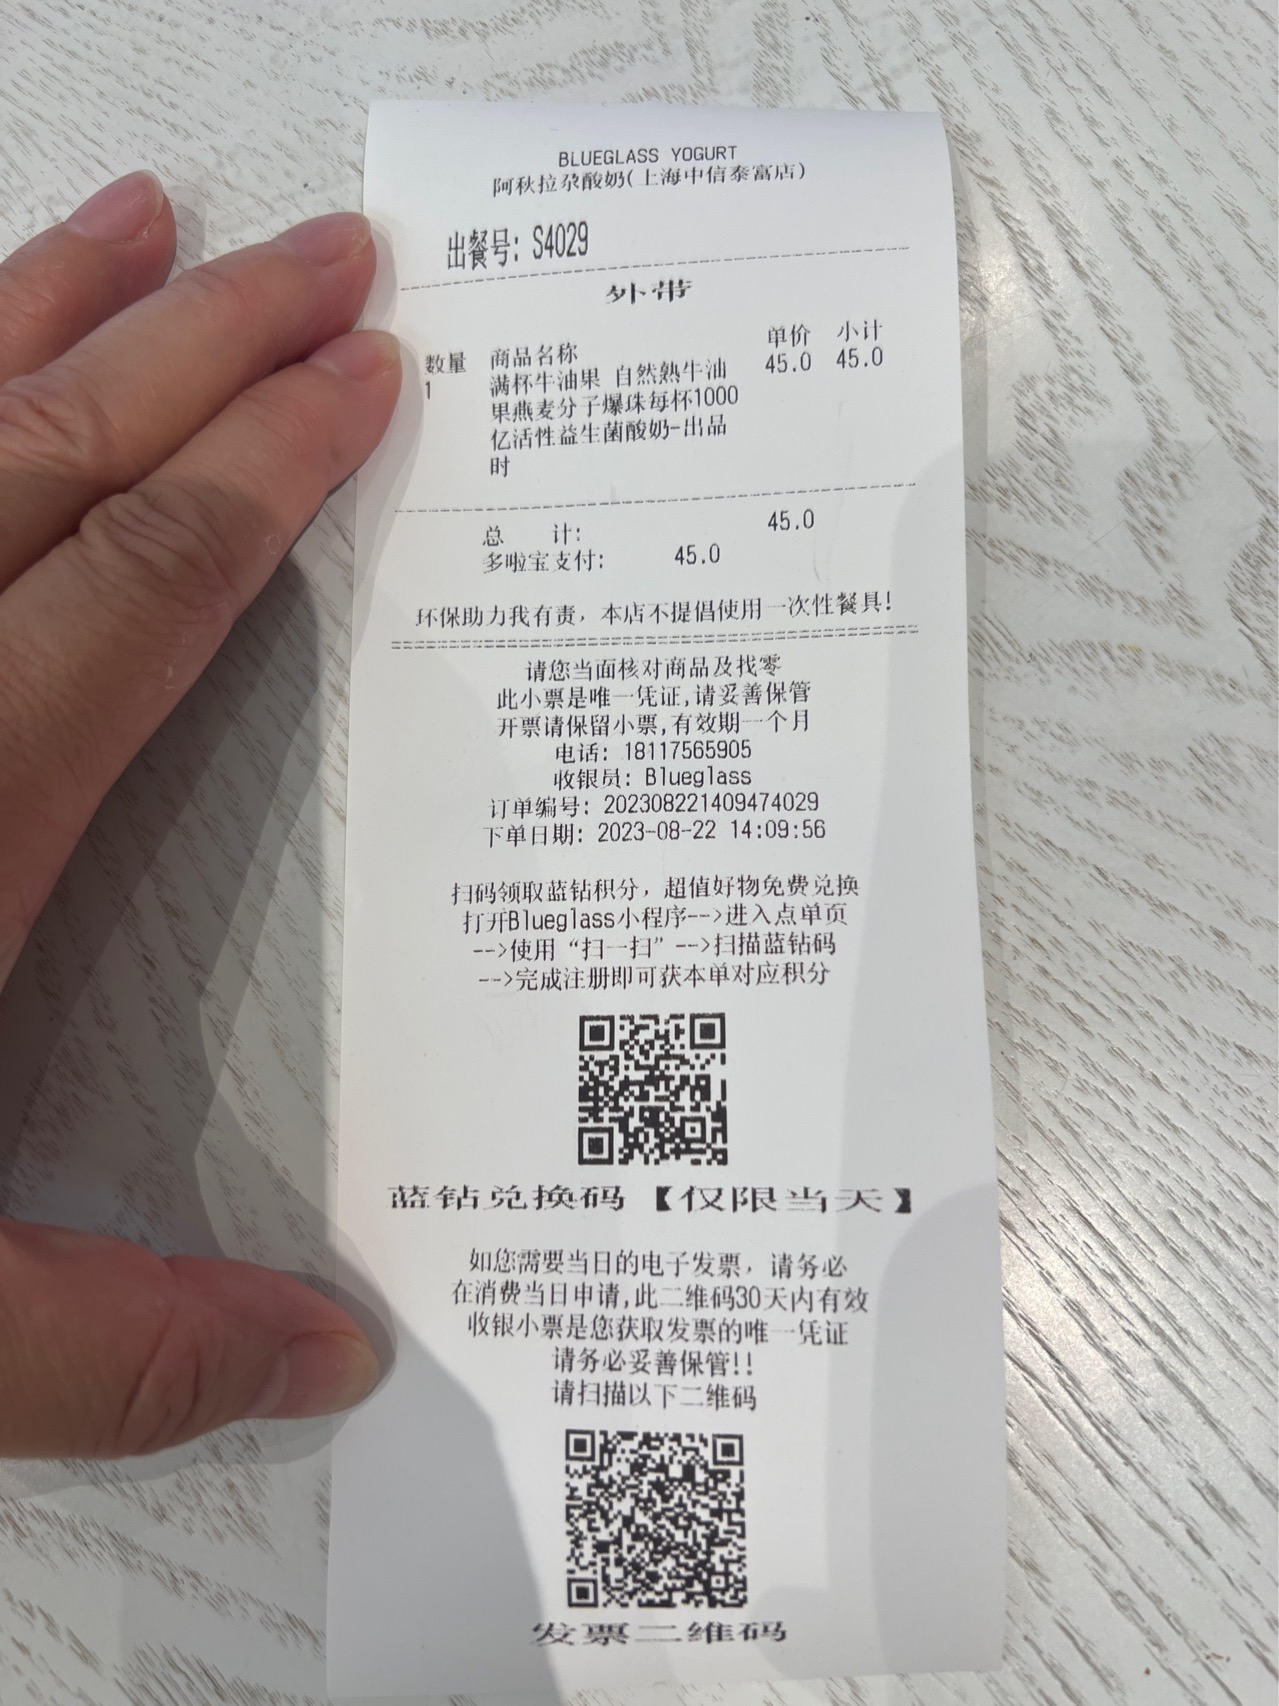 BLUEGLASS YOGURT
阿秋拉尕酸奶(上海中信泰富店)
出餐号: S4029
外带
数量 商品名称 单价 小计
1 满杯牛油果 自然熟牛油 45.0 45.0
果燕麦分子爆珠每杯1000
亿活性益生菌酸奶-出品
时
总 计: 45.0
多啦宝支付: 45.0
环保助力我有责，本店不提倡使用一次性餐具!
请您当面核对商品及找零
此小票是唯一凭证,请妥善保管
开票请保留小票,有效期一个月
电话: 18117565905
收银员: Blueglass
订单编号: 202308221409474029
下单日期: 2023-08-22 14:09:56
扫码领取蓝钻积分，超值好物免费兑换
打开Blueglass小程序-->进入点单页
-->使用“扫一扫”-->扫描蓝钻码
-->完成注册即可获本单对应积分
蓝钻兑换码【仅限当天】
如您需要当日的电子发票，请务必
在消费当日申请,此二维码30天内有效
收银小票是您获取发票的唯一凭证
请务必妥善保管!!
请扫描以下二维码
发票二维码